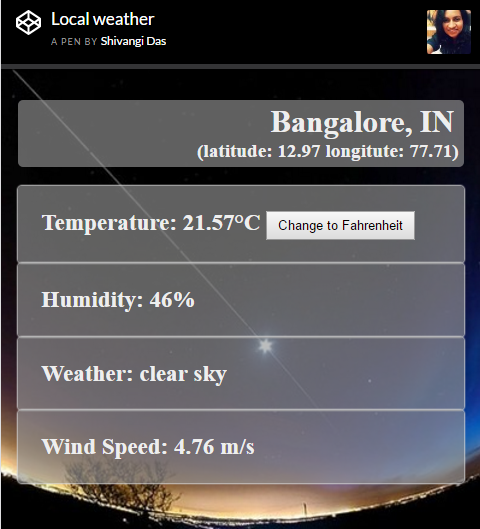 Local weather
A PEN BY Shivangi Das
Bangalore, IN
(latitude: 12.97 longitute: 77.71)
Temperature: 21.57°C Change to Fahrenheit
Humidity: 46%
Weather: clear sky
Wind Speed: 4.76 m/s